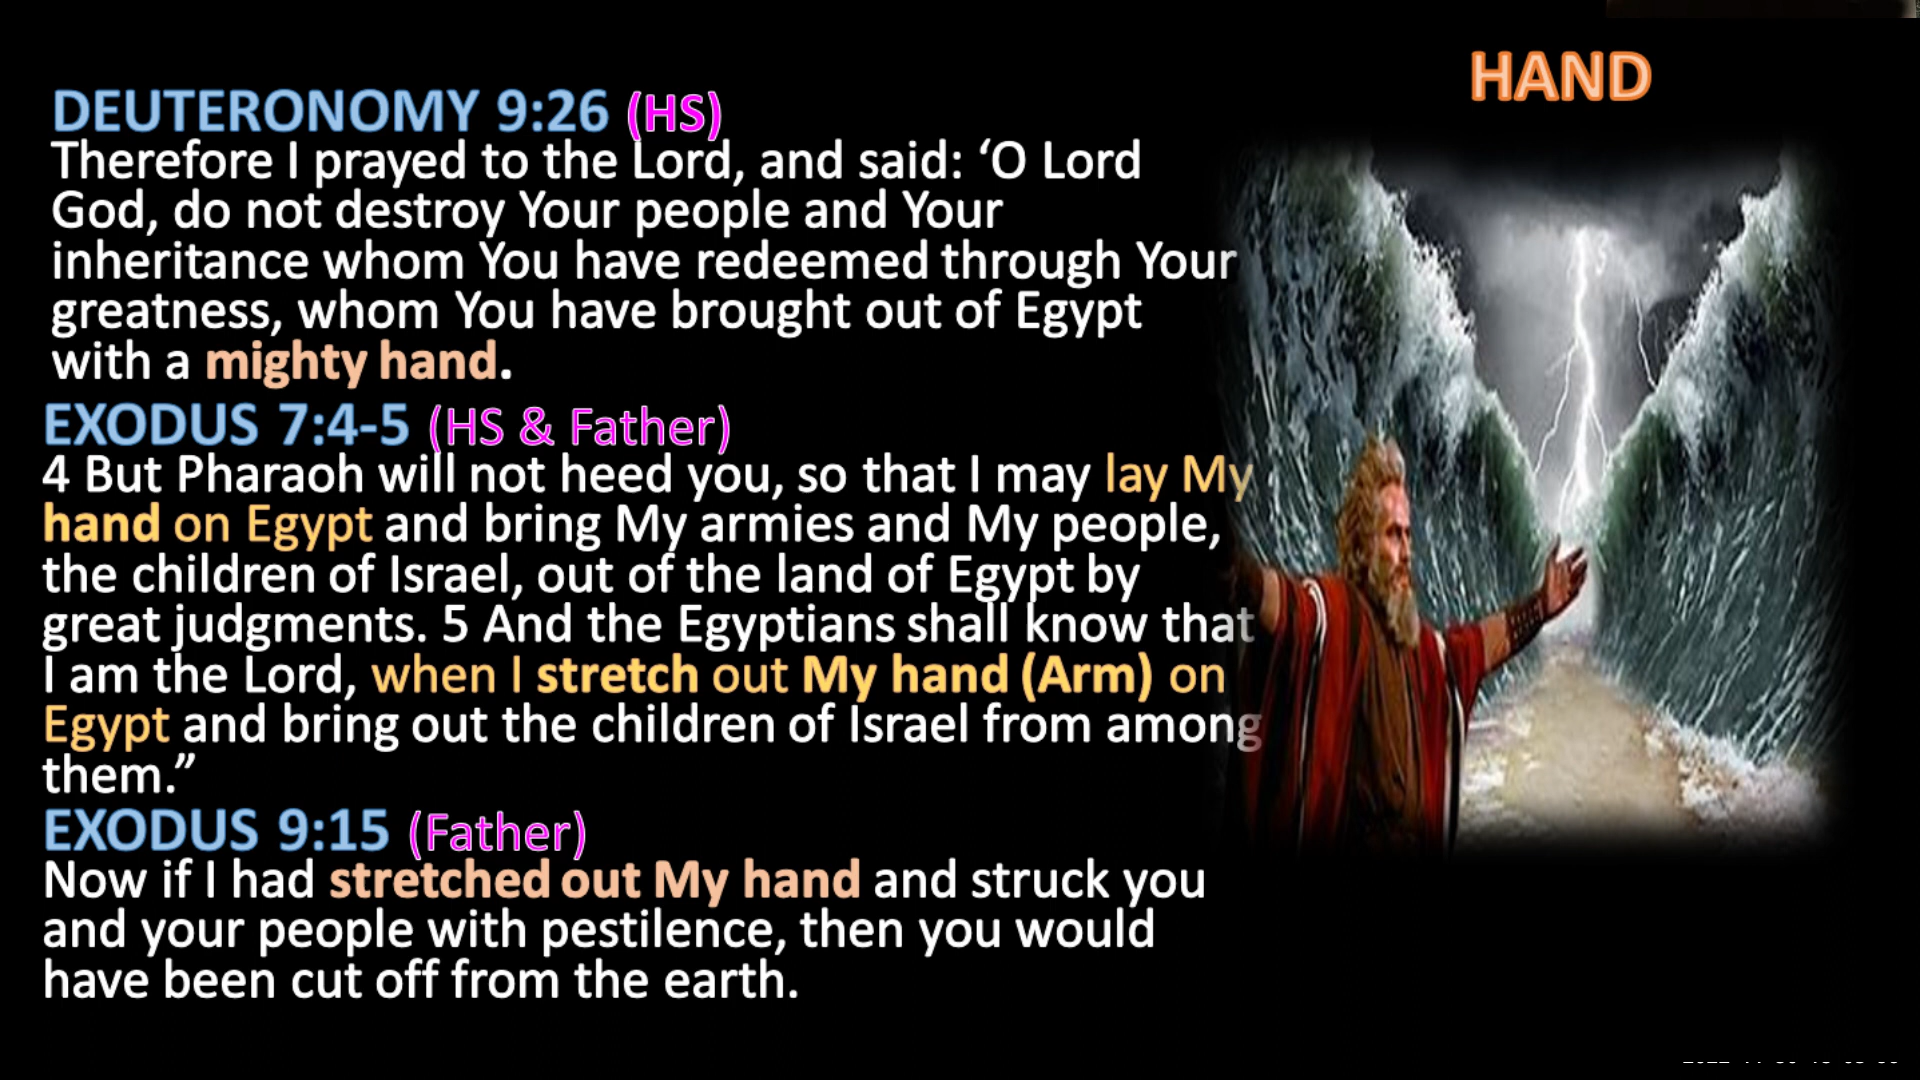 HAND
DEUTERONOMY 9:26 (HS)
Therefore I prayed to the Lord, and said: ‘O Lord
God, do not destroy Your people and Your
inheritance whom You have redeemed through Your
greatness, whom You have brought out of Egypt
with a mighty hand.
EXODUS 7:4-5 (HS & Father)
4 But Pharaoh will not heed you, so that I may lay My
hand on Egypt and bring My armies and My people,
the children of Israel, out of the land of Egypt by
great judgments. 5 And the Egyptians shall know that
I am the Lord, when I stretch out My hand (Arm) on
Egypt and bring out the children of Israel from among
them.”
EXODUS 9:15 (Father)
Now if I had stretched out My hand and struck you
and your people with pestilence, then you would
have been cut off from the earth.